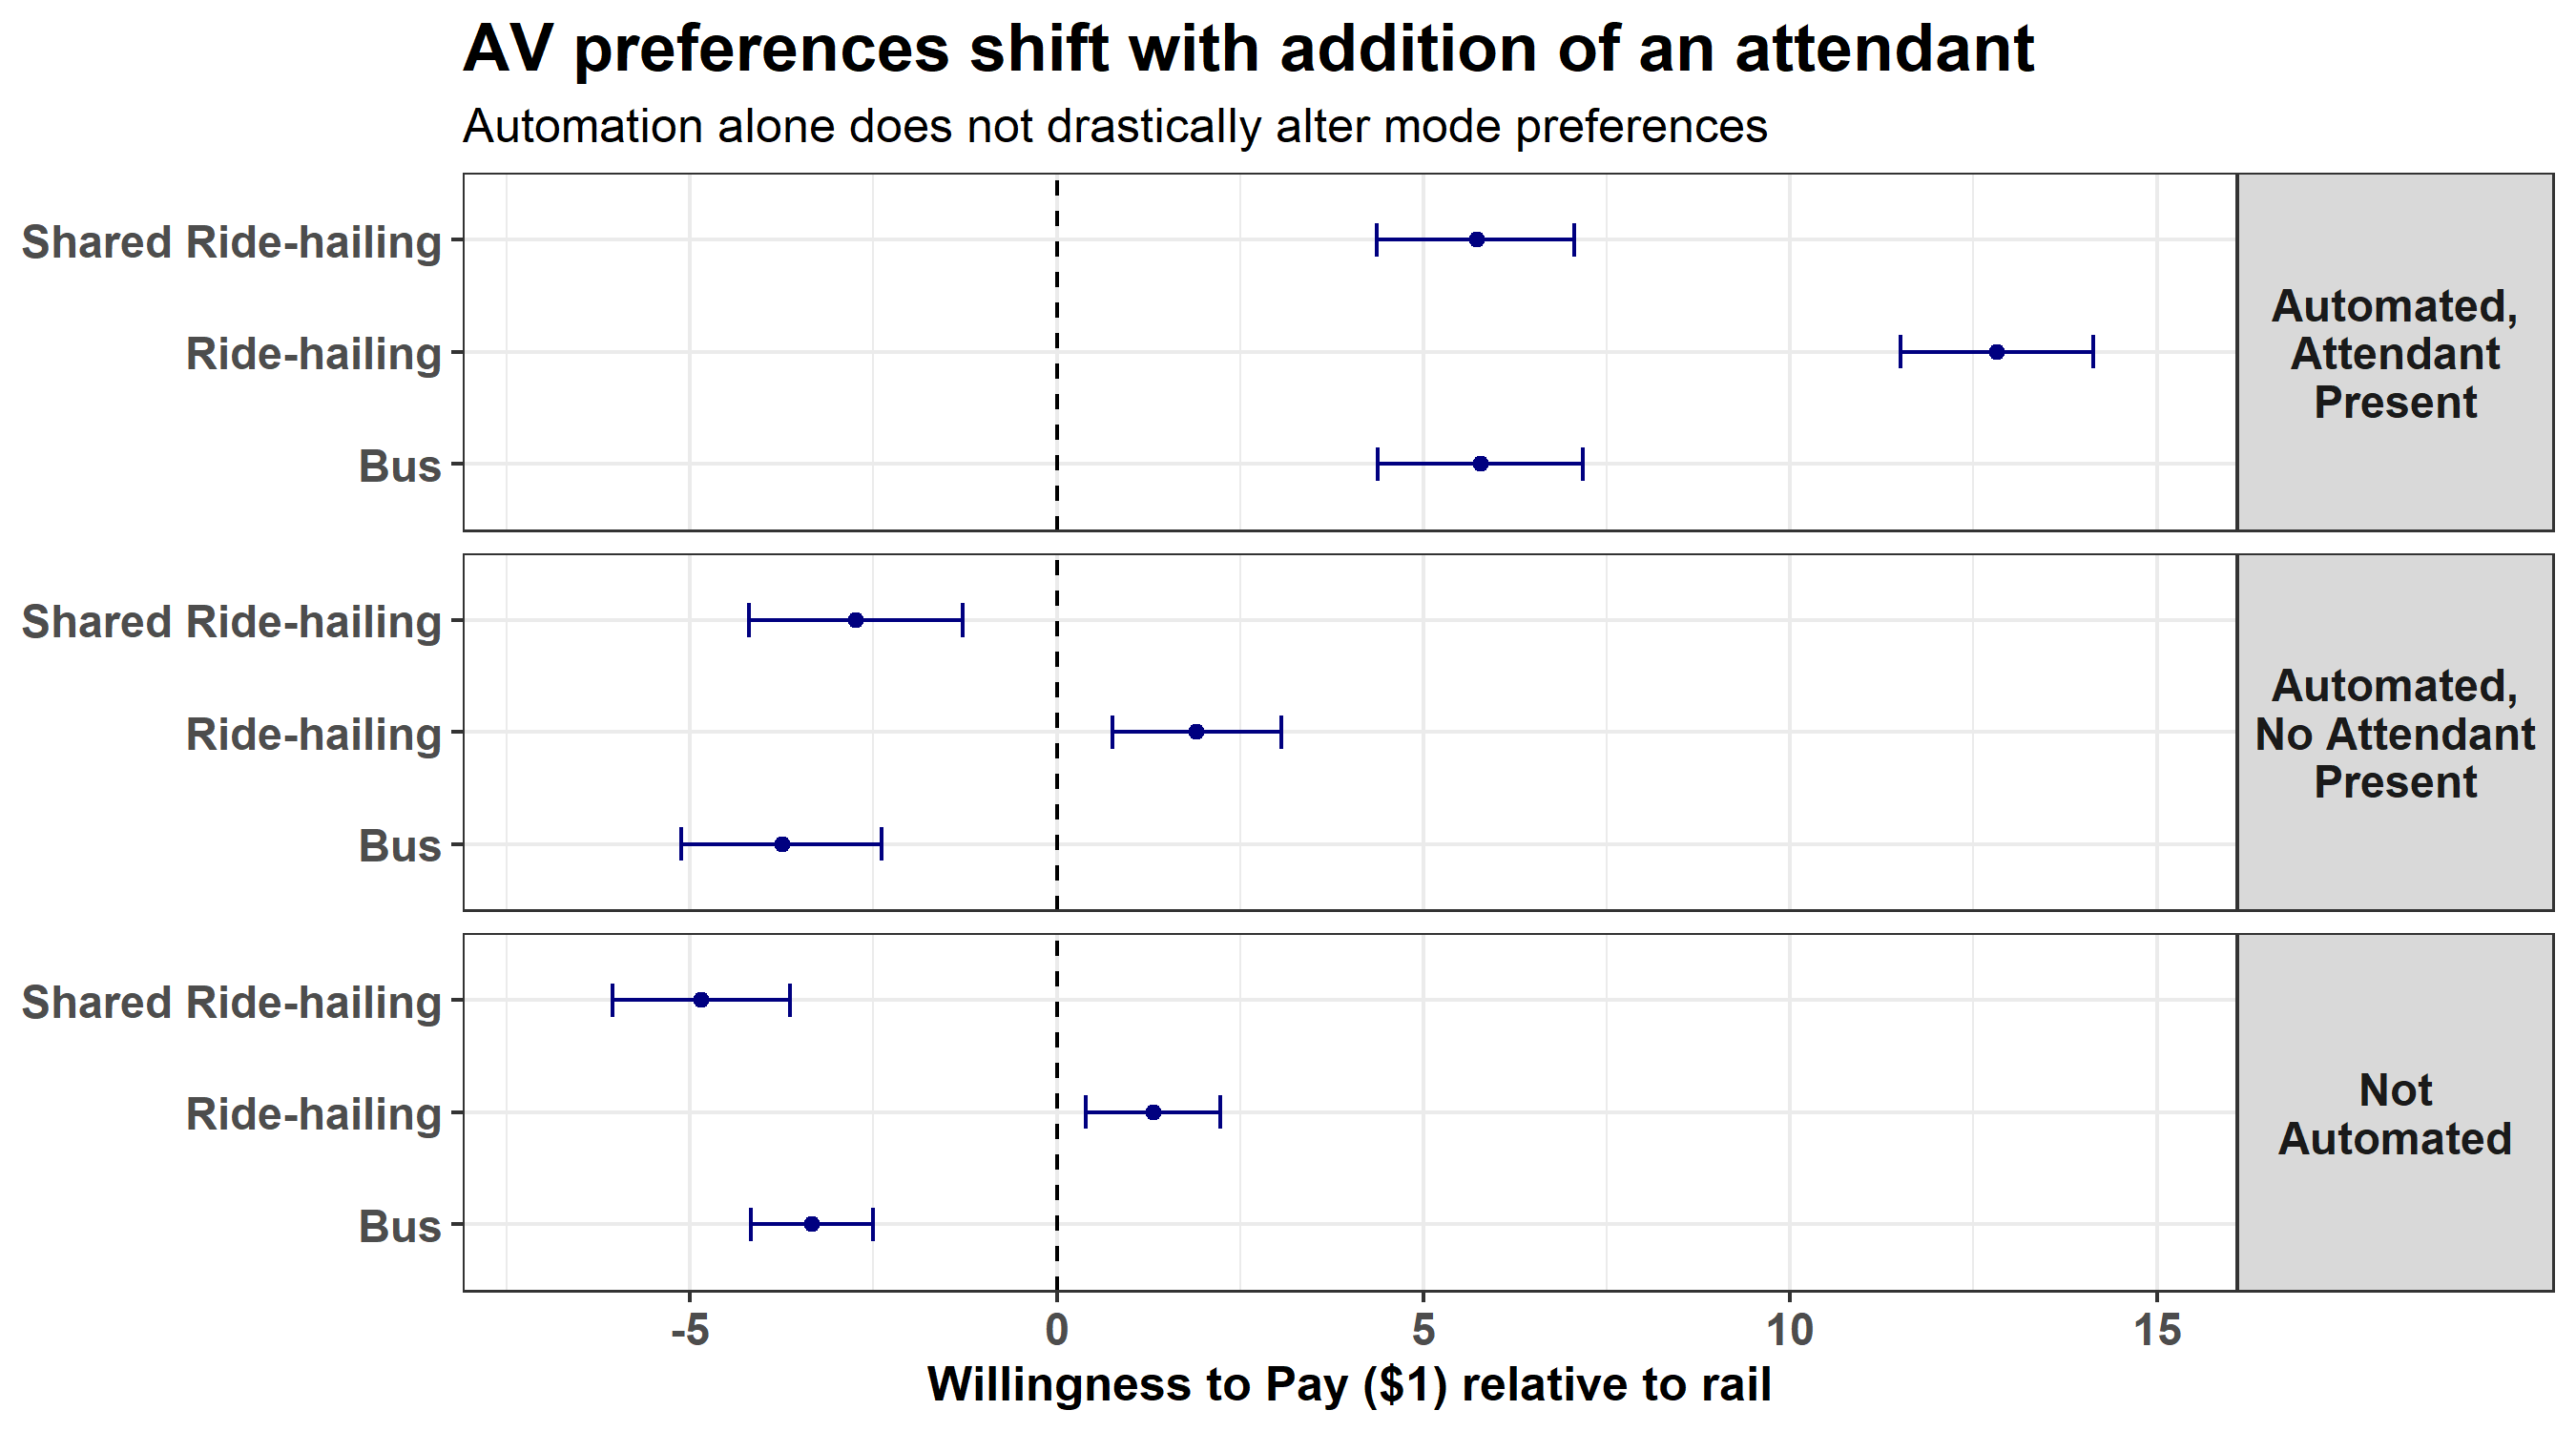 AV preferences shift with addition of an attendant
Automation alone does not drastically alter mode preferences
Shared Ride-hailing
Ride-hailing
Bus
Automated,
Attendant
Present
Shared Ride-hailing
Ride-hailing
Bus
Automated,
No Attendant
Present
Shared Ride-hailing
Ride-hailing
Bus
Not
Automated
-5 0 5 10 15
Willingness to Pay ($1) relative to rail